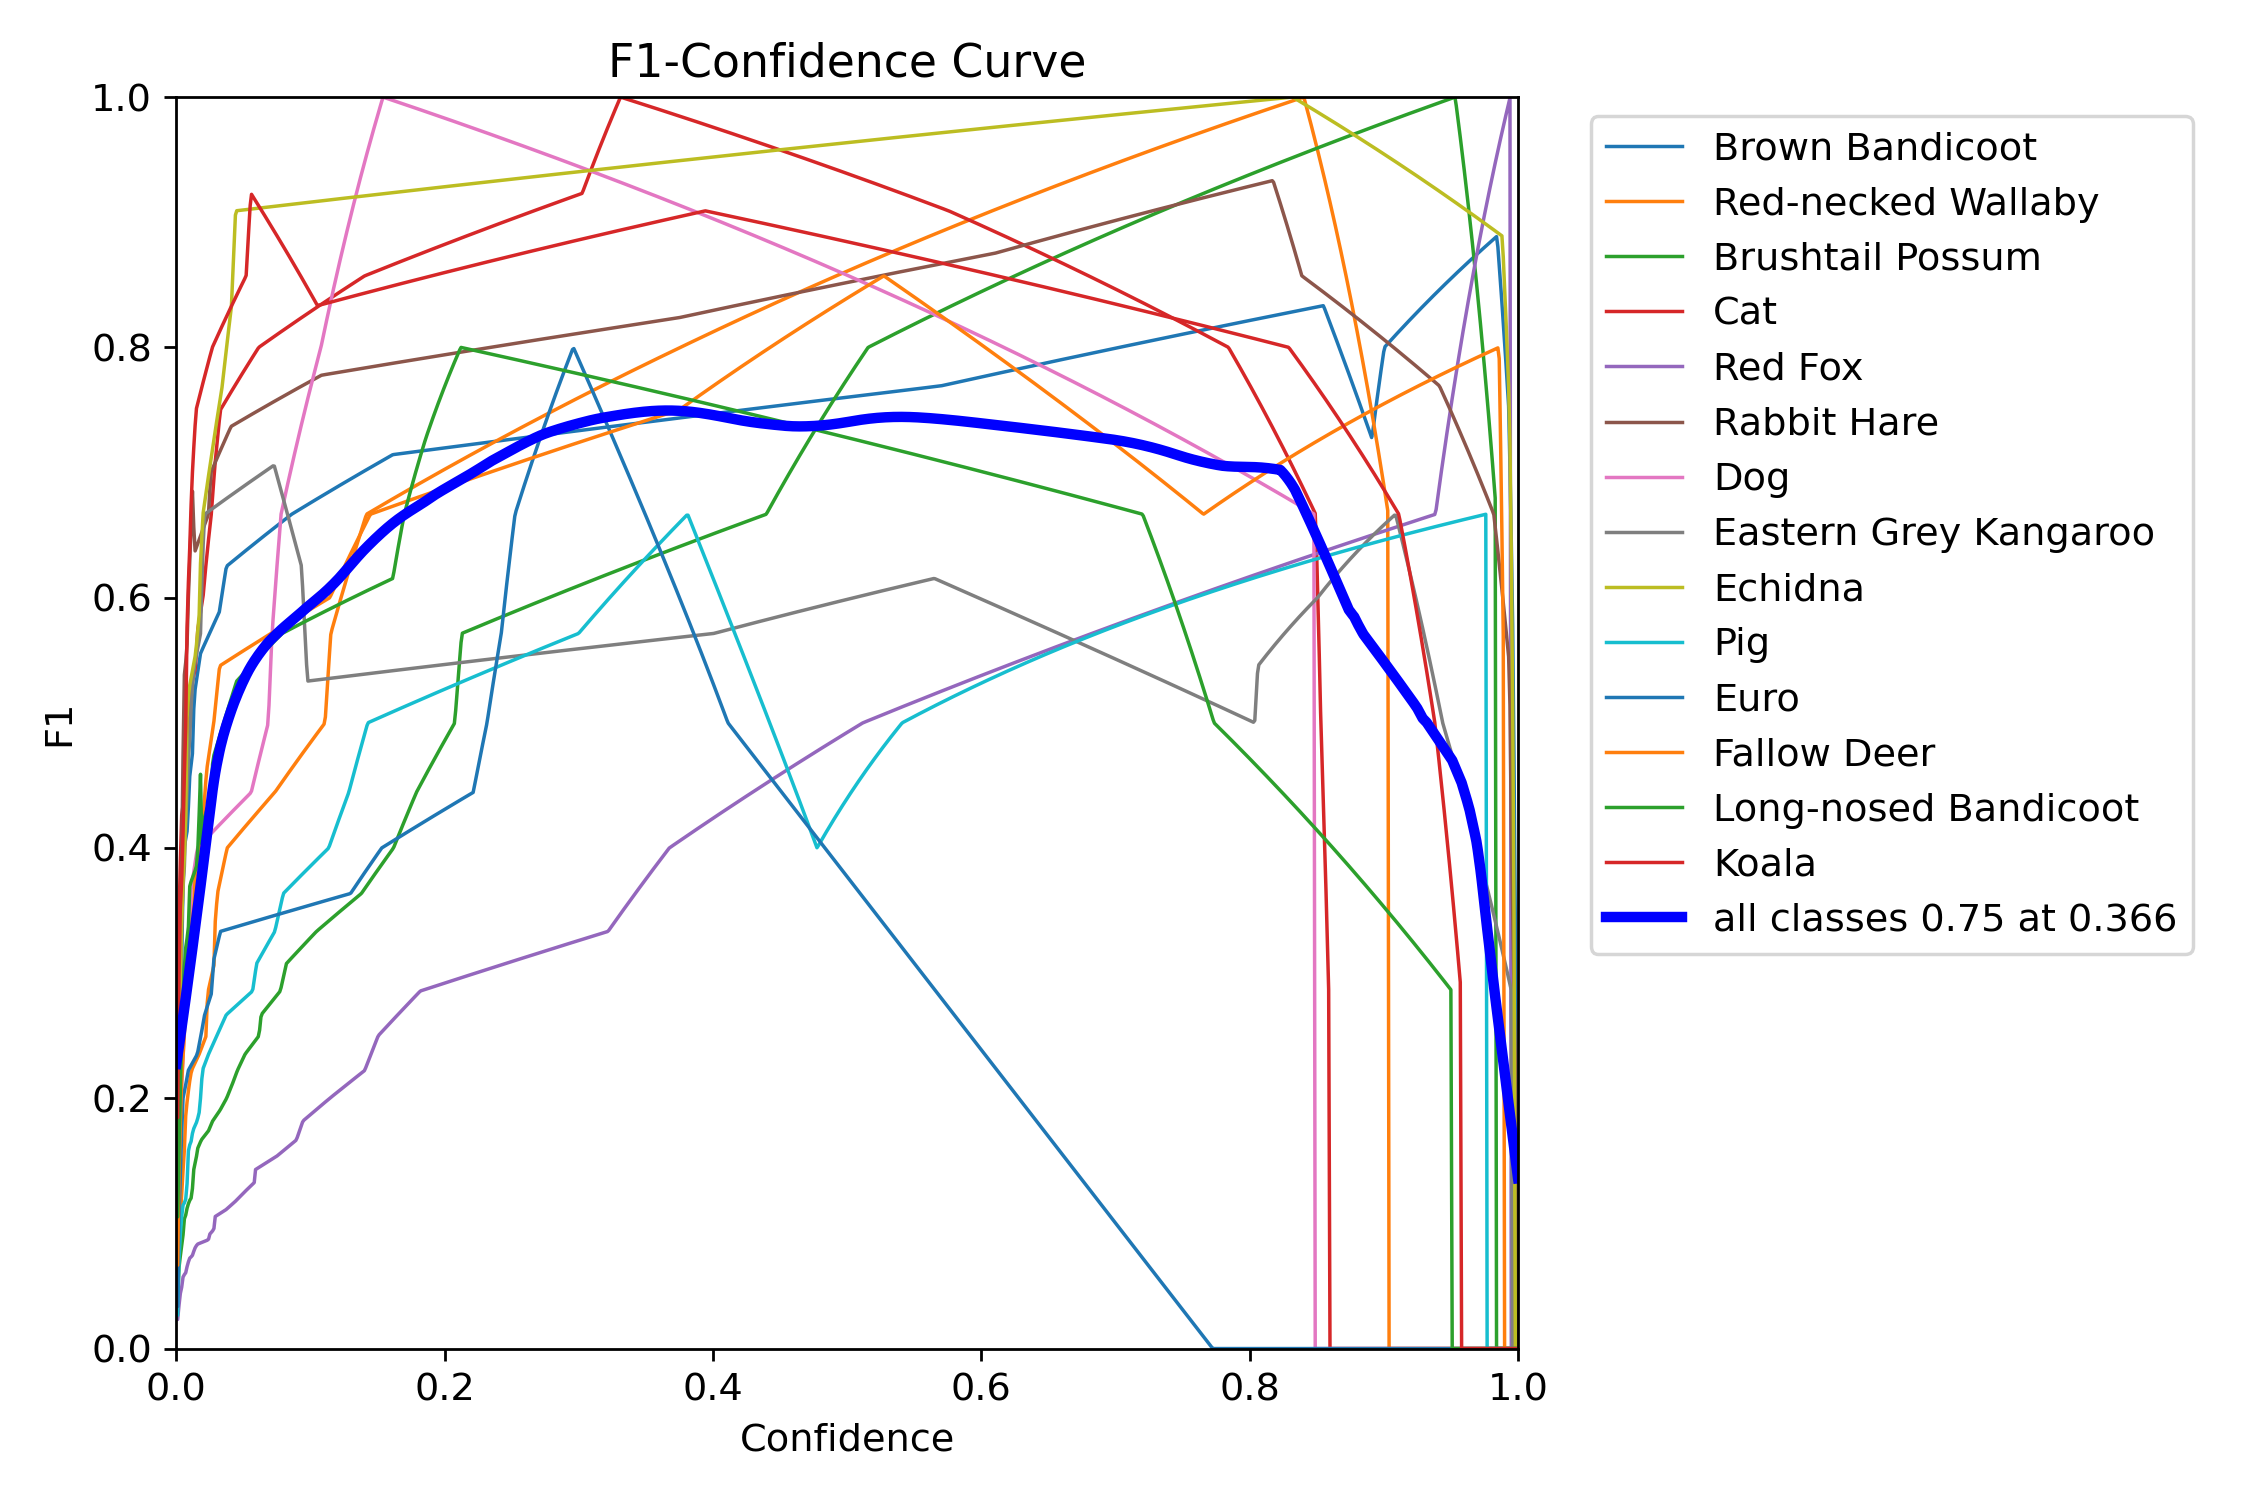 F1-Confidence Curve
1.0
0.8
0.6
0.4
0.2
0.0
F1
0.0 0.2 0.4 0.6 0.8 1.0
Confidence
Brown Bandicoot
Red-necked Wallaby
Brushtail Possum
Cat
Red Fox
Rabbit Hare
Dog
Eastern Grey Kangaroo
Echidna
Pig
Euro
Fallow Deer
Long-nosed Bandicoot
Koala
all classes 0.75 at 0.366